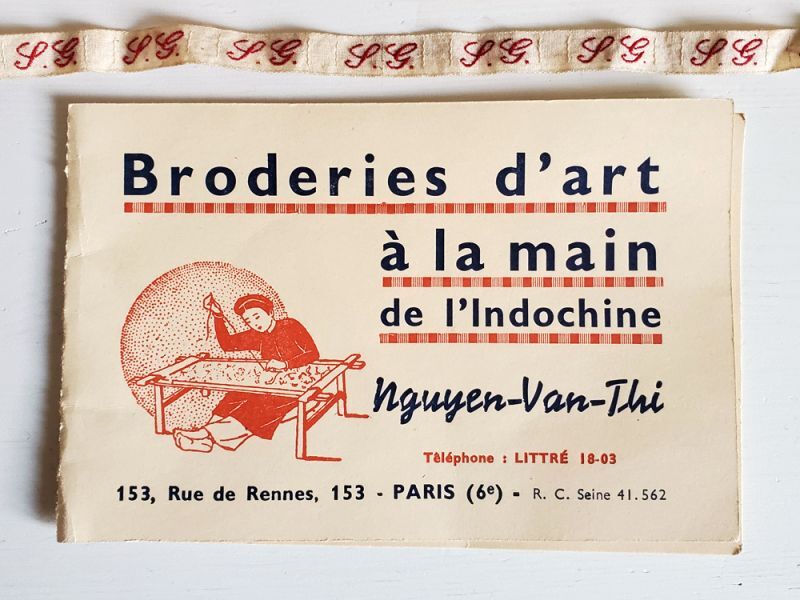 S.G. S.G. S.G. S.G. S.G. S.G. S.G.
Broderies d'art
à la main
de l'Indochine
Nguyen-Van-Thi
Têléphone : LITTRÉ 18-03
153, Rue de Rennes, 153 - PARIS (6e) - R. C. Seine 41.562